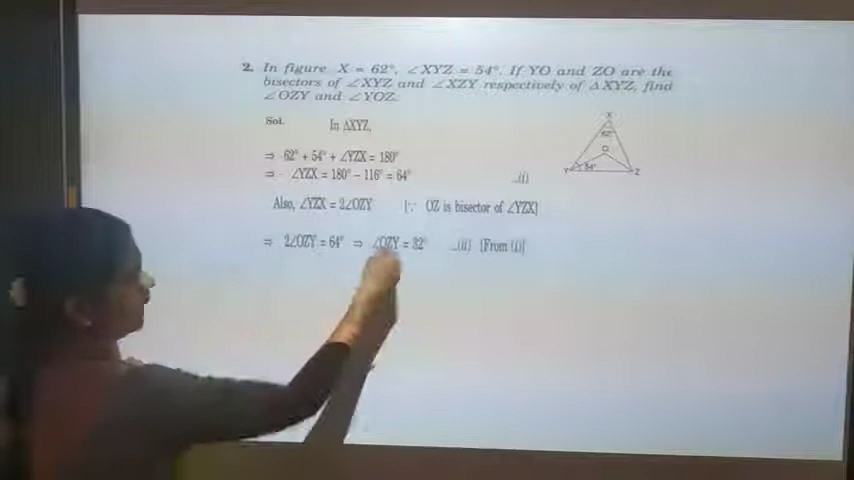 2. In figure X = 62°, ∠XYZ = 54°. If YO and ZO are the
bisectors of ∠XYZ and ∠XZY respectively of ΔXYZ, find
∠OZY and ∠YOZ.
Sol. In ΔXYZ,
⇒ 62° + 54° + ∠YZX = 180°
⇒ ∠YZX = 180° − 116° = 64° ...(i)
Also, ∠YZX = 2∠OZY [∵ OZ is bisector of ∠YZX]
⇒ 2∠OZY = 64° ⇒ ∠OZY = 32° ...(ii) [From (i)]
X
62°
O
Y 54° Z